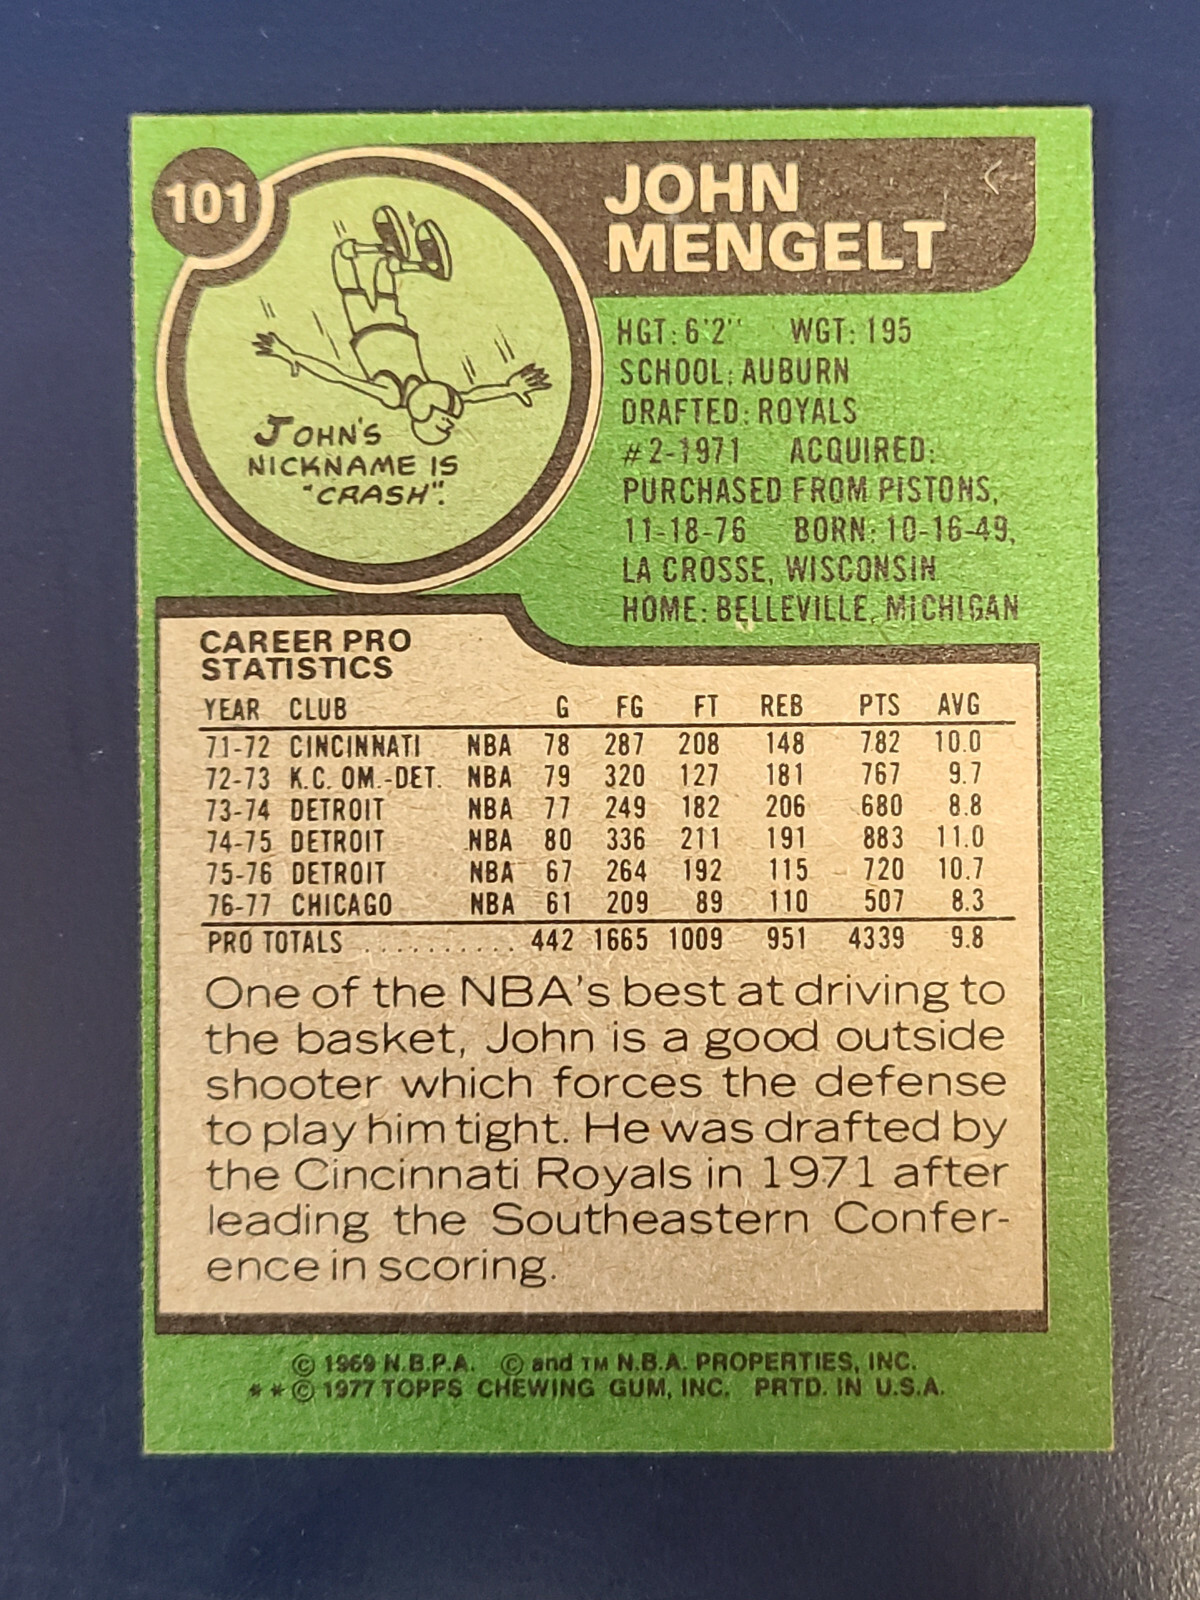 101
JOHN
MENGELT
HGT: 6'2" WGT: 195
SCHOOL: AUBURN
DRAFTED: ROYALS
#2-1971 ACQUIRED:
PURCHASED FROM PISTONS,
11-18-76 BORN: 10-16-49,
LA CROSSE, WISCONSIN
HOME: BELLEVILLE, MICHIGAN
JOHN'S
NICKNAME IS
"CRASH".
CAREER PRO
STATISTICS
YEAR CLUB G FG FT REB PTS AVG
71-72 CINCINNATI NBA 78 287 208 148 782 10.0
72-73 K.C. OM.-DET. NBA 79 320 127 181 767 9.7
73-74 DETROIT NBA 77 249 182 206 680 8.8
74-75 DETROIT NBA 80 336 211 191 883 11.0
75-76 DETROIT NBA 67 264 192 115 720 10.7
76-77 CHICAGO NBA 61 209 89 110 507 8.3
PRO TOTALS .......... 442 1665 1009 951 4339 9.8
One of the NBA's best at driving to
the basket, John is a good outside
shooter which forces the defense
to play him tight. He was drafted by
the Cincinnati Royals in 1971 after
leading the Southeastern Confer-
ence in scoring.
© 1969 N.B.P.A. © and TM N.B.A. PROPERTIES, INC.
**© 1977 TOPPS CHEWING GUM, INC. PRTD. IN U.S.A.